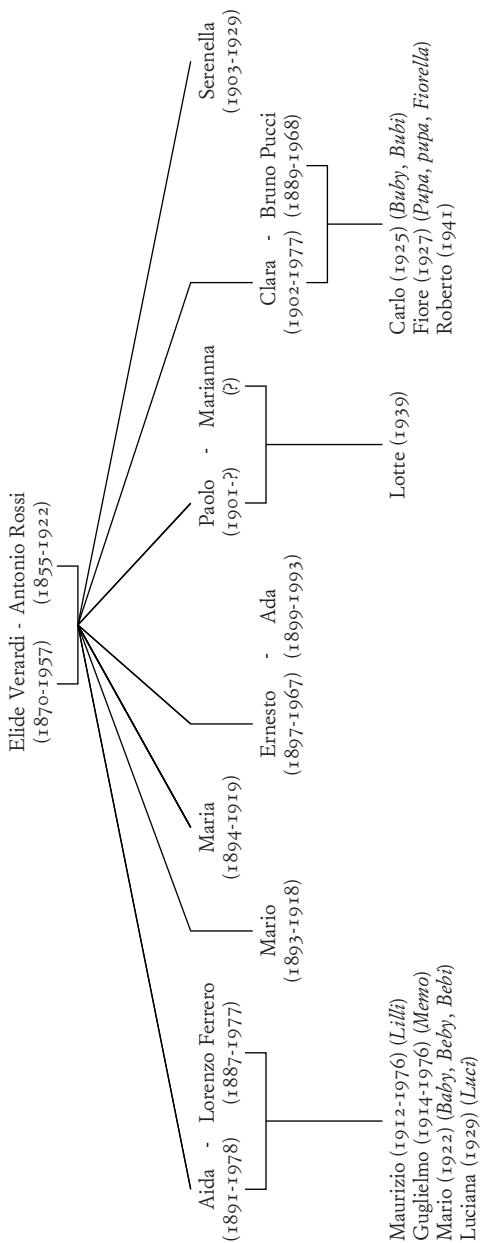 Elide Verardi - Antonio Rossi
(1870-1957) (1855-1922)
Aida - Lorenzo Ferrero
(1891-1978) (1887-1977)
Maurizio (1912-1976) (Lilli)
Guglielmo (1914-1976) (Memo)
Mario (1922) (Baby, Beby, Bebi)
Luciana (1929) (Luci)
Mario
(1893-1918)
Maria
(1894-1919)
Ernesto - Ada
(1897-1967) (1899-1993)
Paolo - Marianna
(1901-?) (?)
Lotte (1939)
Clara - Bruno Pucci
(1902-1977) (1889-1968)
Carlo (1925) (Buby, Bubi)
Fiore (1927) (Pupa, pupa, Fiorella)
Roberto (1941)
Serenella
(1903-1929)